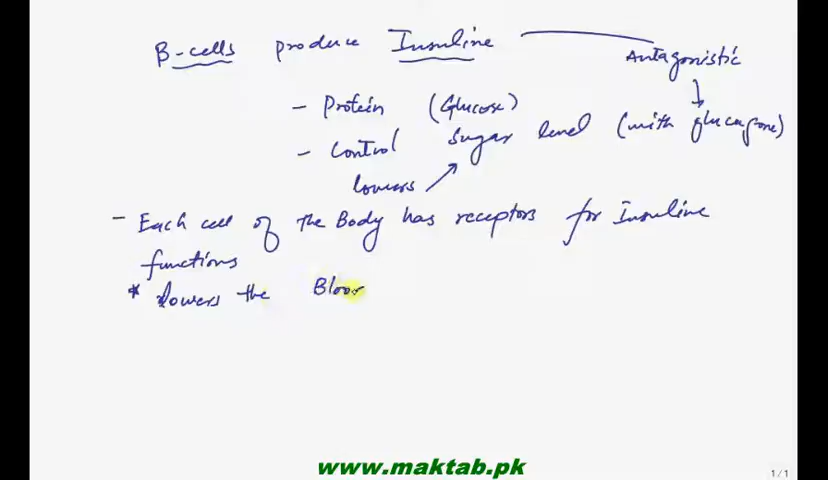 B-cells produce Insuline
Antagonistic
- Protein (Glucose)
- Control sugar level (with glucagone)
lowers
- Each cell of the Body has receptors for Insuline
functions
* Lowers the Bloo
www.maktab.pk
1/1